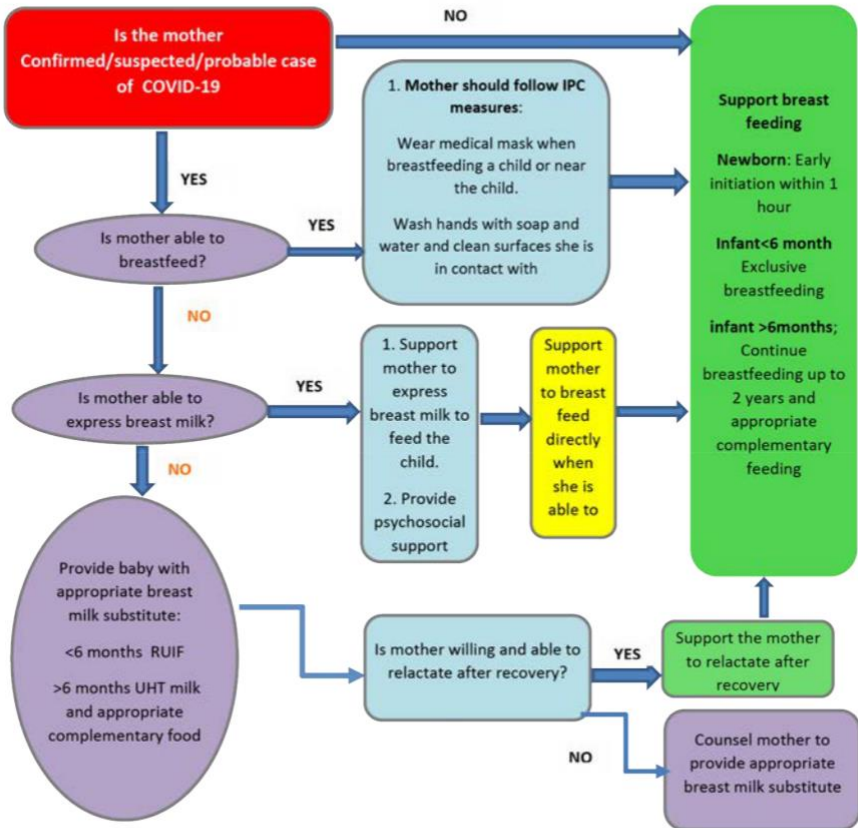 Is the mother
Confirmed/suspected/probable case
of COVID-19
NO
YES
Is mother able to
breastfeed?
YES
1. Mother should follow IPC
measures:
Wear medical mask when
breastfeeding a child or near
the child.
Wash hands with soap and
water and clean surfaces she is
in contact with
Support breast
feeding
Newborn: Early
initiation within 1
hour
Infant<6 month
Exclusive
breastfeeding
infant >6months;
Continue
breastfeeding up to
2 years and
appropriate
complementary
feeding
NO
Is mother able to
express breast milk?
YES
1. Support
mother to
express
breast milk to
feed the
child.
2. Provide
psychosocial
support
Support
mother
to breast
feed
directly
when
she is
able to
NO
Provide baby with
appropriate breast
milk substitute:
<6 months RUIF
>6 months UHT milk
and appropriate
complementary food
Is mother willing and able to
relactate after recovery?
YES
Support the mother
to relactate after
recovery
NO
Counsel mother to
provide appropriate
breast milk substitute